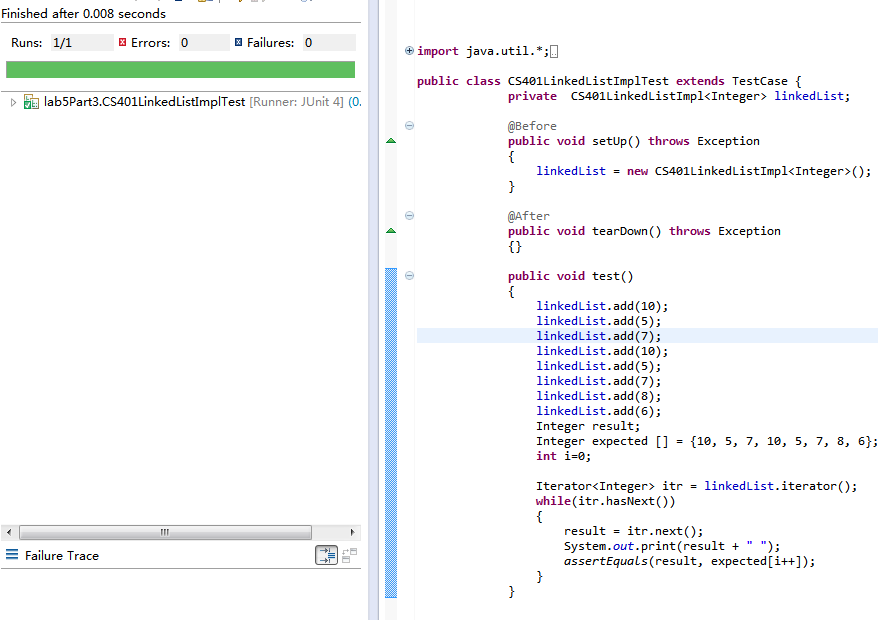 Finished after 0.008 seconds
Runs: 1/1 Errors: 0 Failures: 0
lab5Part3.CS401LinkedListImplTest [Runner: JUnit 4] (0.
Failure Trace
import java.util.*;
public class CS401LinkedListImplTest extends TestCase {
private CS401LinkedListImpl<Integer> linkedList;
@Before
public void setUp() throws Exception
{
linkedList = new CS401LinkedListImpl<Integer>();
}
@After
public void tearDown() throws Exception
{}
public void test()
{
linkedList.add(10);
linkedList.add(5);
linkedList.add(7);
linkedList.add(10);
linkedList.add(5);
linkedList.add(7);
linkedList.add(8);
linkedList.add(6);
Integer result;
Integer expected [] = {10, 5, 7, 10, 5, 7, 8, 6};
int i=0;
Iterator<Integer> itr = linkedList.iterator();
while(itr.hasNext())
{
result = itr.next();
System.out.print(result + " ");
assertEquals(result, expected[i++]);
}
}